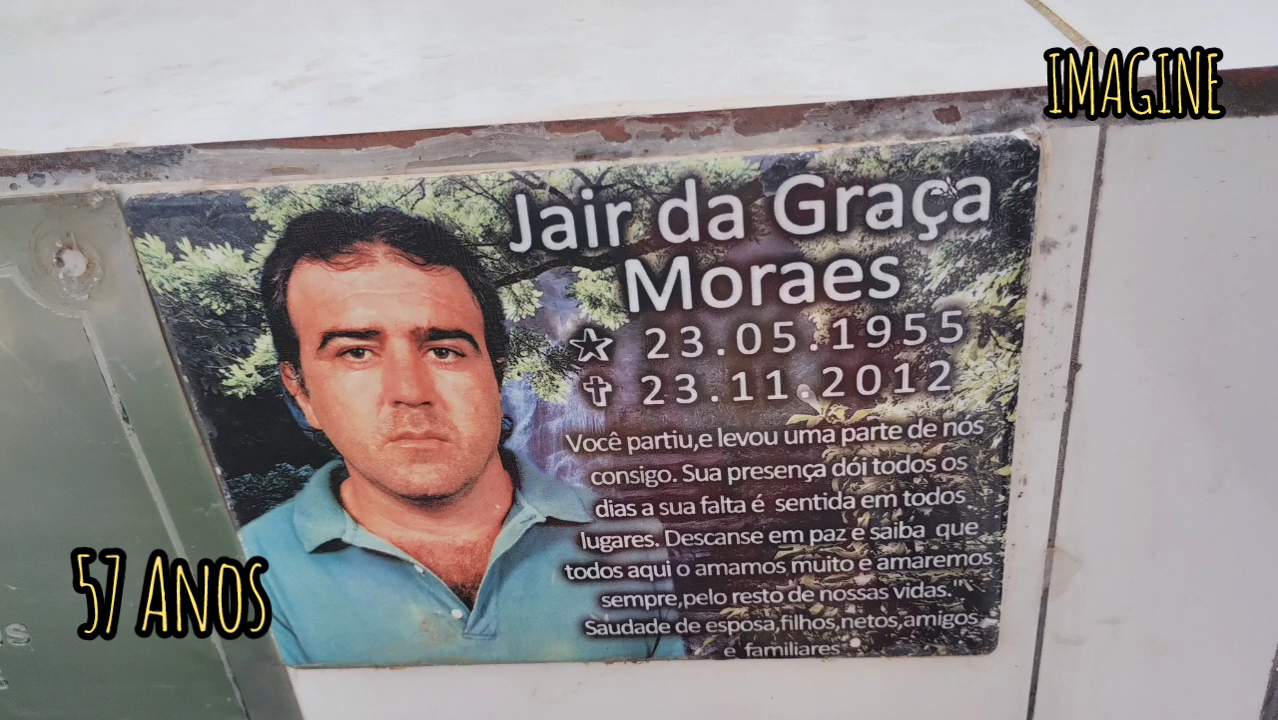 IMAGINE
Jair da Graça
Moraes
☆ 23.05.1955
✞ 23.11.2012
Você partiu,e levou uma parte de nós
consigo. Sua presença dói todos os
dias a sua falta é sentida em todos
lugares. Descanse em paz e saiba que
todos aqui o amamos muito e amaremos
sempre,pelo resto de nossas vidas."
Saudade de esposa,filhos,netos,amigos
e familiares
57 Anos